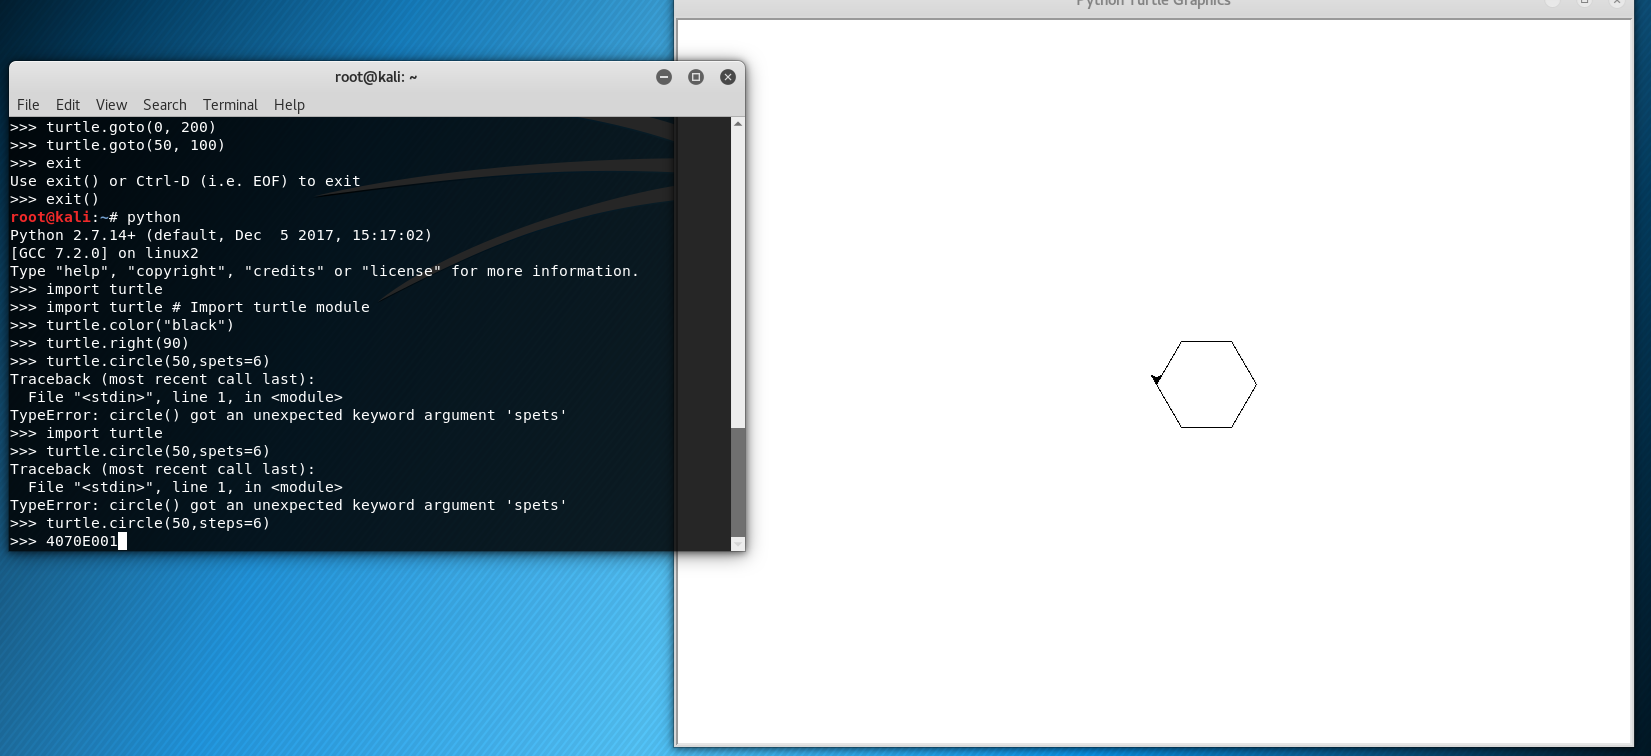 Python Turtle Graphics
root@kali: ~
File Edit View Search Terminal Help
>>> turtle.goto(0, 200)
>>> turtle.goto(50, 100)
>>> exit
Use exit() or Ctrl-D (i.e. EOF) to exit
>>> exit()
root@kali:~# python
Python 2.7.14+ (default, Dec  5 2017, 15:17:02)
[GCC 7.2.0] on linux2
Type "help", "copyright", "credits" or "license" for more information.
>>> import turtle
>>> import turtle # Import turtle module
>>> turtle.color("black")
>>> turtle.right(90)
>>> turtle.circle(50,spets=6)
Traceback (most recent call last):
  File "<stdin>", line 1, in <module>
TypeError: circle() got an unexpected keyword argument 'spets'
>>> import turtle
>>> turtle.circle(50,spets=6)
Traceback (most recent call last):
  File "<stdin>", line 1, in <module>
TypeError: circle() got an unexpected keyword argument 'spets'
>>> turtle.circle(50,steps=6)
>>> 4070E001